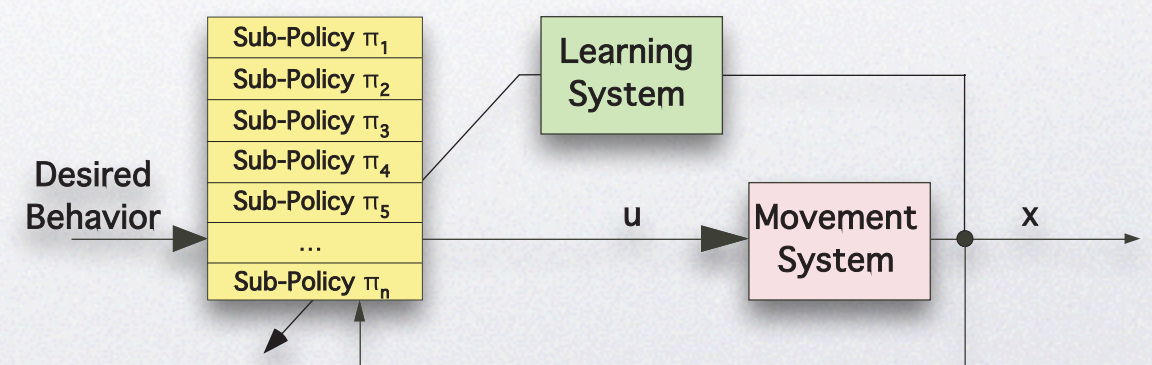 Sub-Policy π1
Sub-Policy π2
Sub-Policy π3
Sub-Policy π4
Sub-Policy π5
...
Sub-Policy πn
Desired
Behavior
Learning
System
u
Movement
System
x